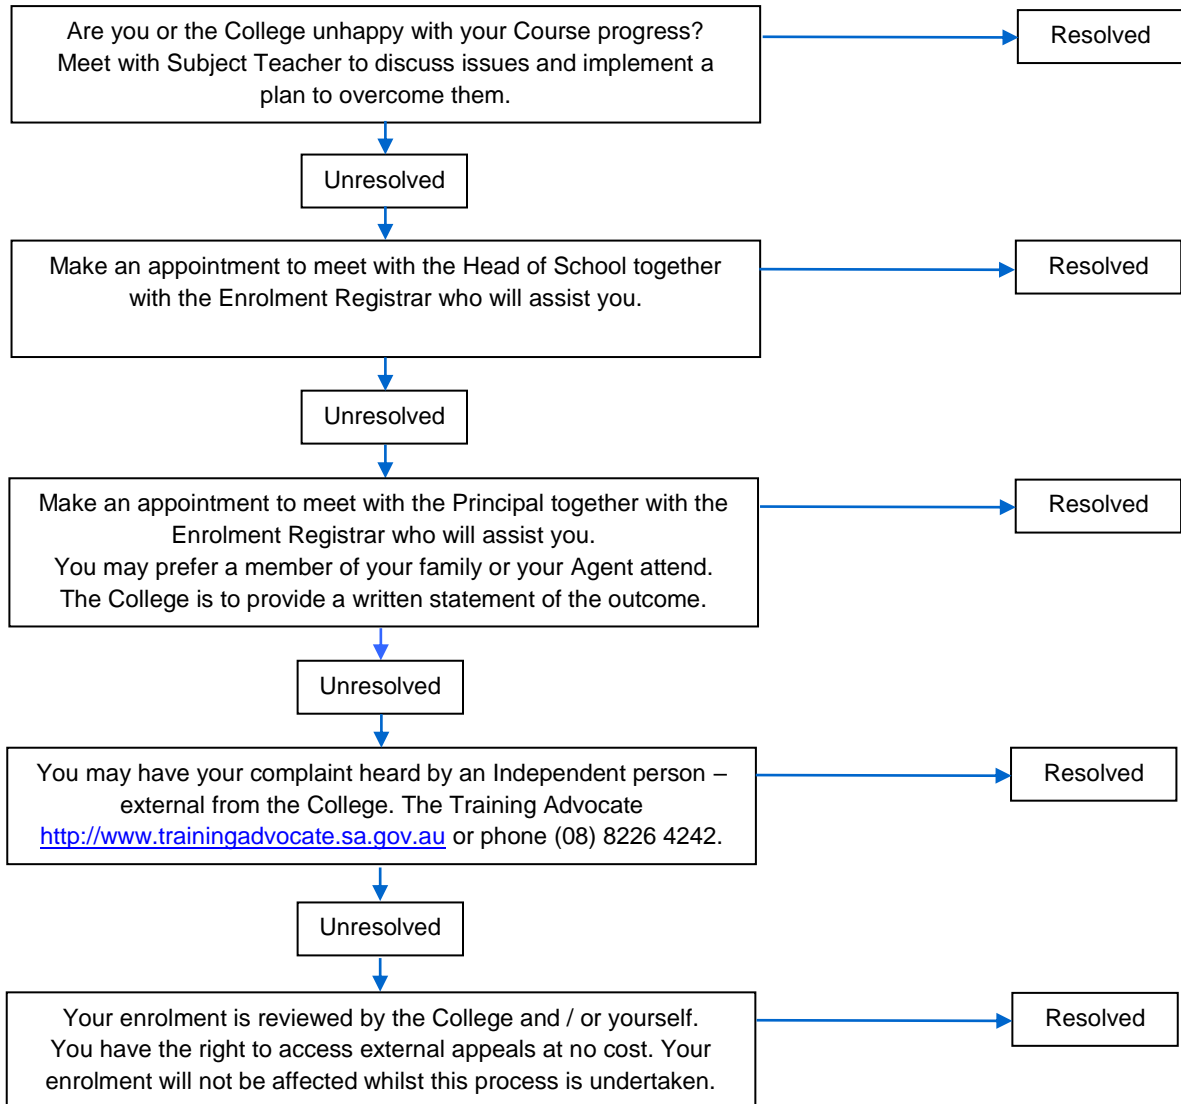 Are you or the College unhappy with your Course progress?
Meet with Subject Teacher to discuss issues and implement a
plan to overcome them.
Resolved
Unresolved
Make an appointment to meet with the Head of School together
with the Enrolment Registrar who will assist you.
Resolved
Unresolved
Make an appointment to meet with the Principal together with the
Enrolment Registrar who will assist you.
You may prefer a member of your family or your Agent attend.
The College is to provide a written statement of the outcome.
Resolved
Unresolved
You may have your complaint heard by an Independent person –
external from the College. The Training Advocate
http://www.trainingadvocate.sa.gov.au or phone (08) 8226 4242.
Resolved
Unresolved
Your enrolment is reviewed by the College and / or yourself.
You have the right to access external appeals at no cost. Your
enrolment will not be affected whilst this process is undertaken.
Resolved